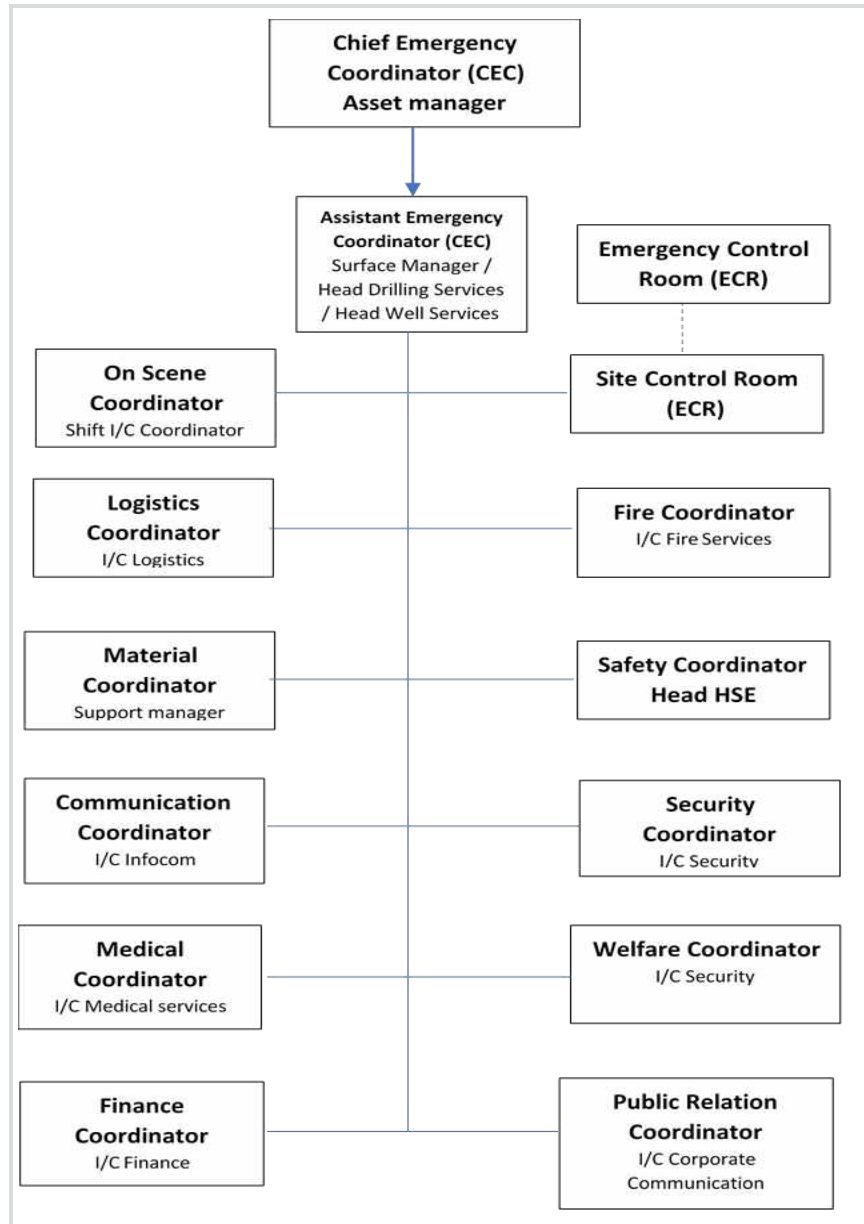 Chief Emergency
Coordinator (CEC)
Asset manager
Assistant Emergency
Coordinator (CEC)
Surface Manager /
Head Drilling Services
/ Head Well Services
Emergency Control
Room (ECR)
On Scene
Coordinator
Shift I/C Coordinator
Site Control Room
(ECR)
Logistics
Coordinator
I/C Logistics
Fire Coordinator
I/C Fire Services
Material
Coordinator
Support manager
Safety Coordinator
Head HSE
Communication
Coordinator
I/C Infocom
Security
Coordinator
I/C Security
Medical
Coordinator
I/C Medical services
Welfare Coordinator
I/C Security
Finance
Coordinator
I/C Finance
Public Relation
Coordinator
I/C Corporate
Communication